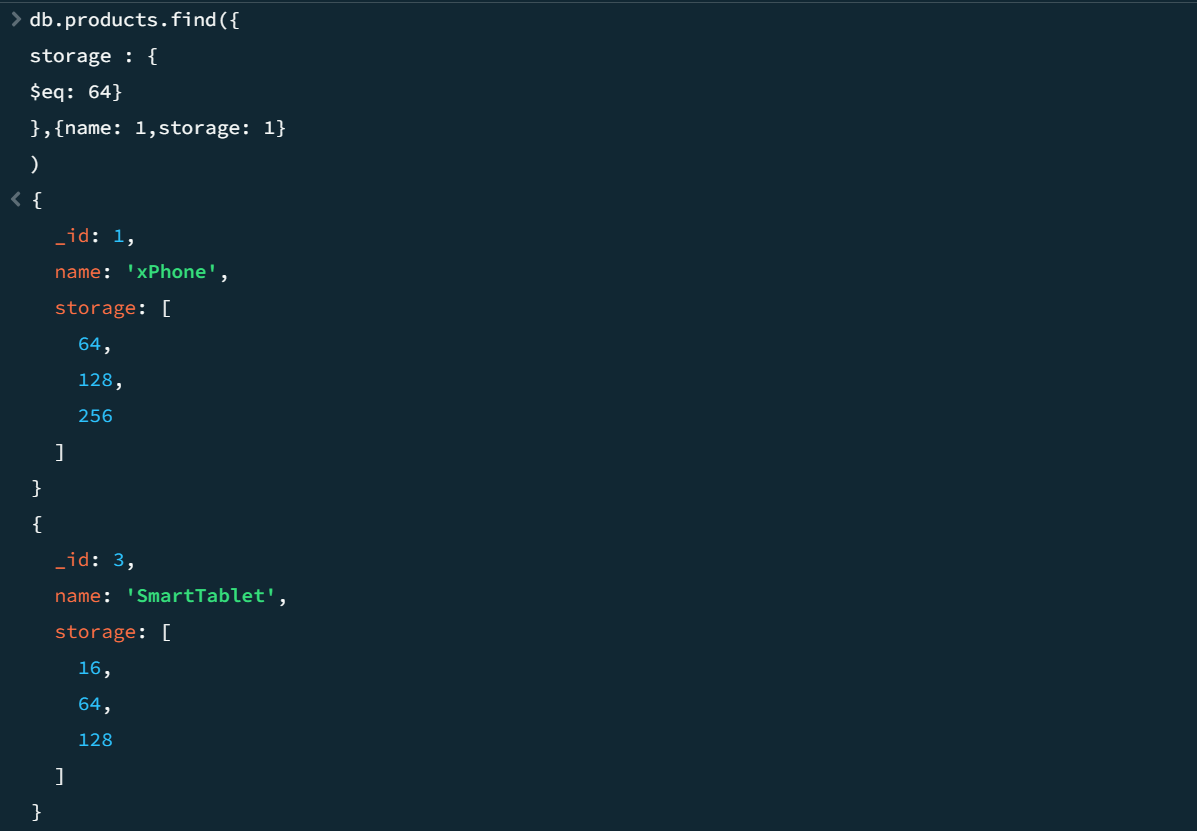 db.products.find({
storage : {
$eq: 64}
},{name: 1,storage: 1}
)
{
_id: 1,
name: 'xPhone',
storage: [
64,
128,
256
]
}
{
_id: 3,
name: 'SmartTablet',
storage: [
16,
64,
128
]
}